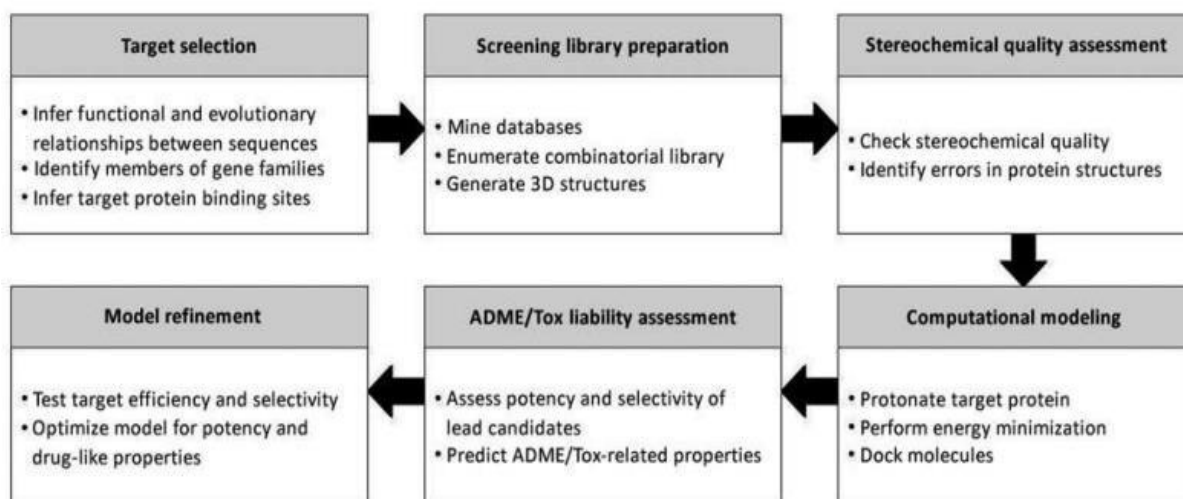 Target selection
• Infer functional and evolutionary
relationships between sequences
• Identify members of gene families
• Infer target protein binding sites
Screening library preparation
• Mine databases
• Enumerate combinatorial library
• Generate 3D structures
Stereochemical quality assessment
• Check stereochemical quality
• Identify errors in protein structures
Computational modeling
• Protonate target protein
• Perform energy minimization
• Dock molecules
ADME/Tox liability assessment
• Assess potency and selectivity of
lead candidates
• Predict ADME/Tox-related properties
Model refinement
• Test target efficiency and selectivity
• Optimize model for potency and
drug-like properties